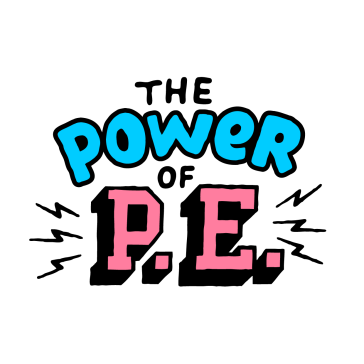 THE
POWER
OF
P.E.